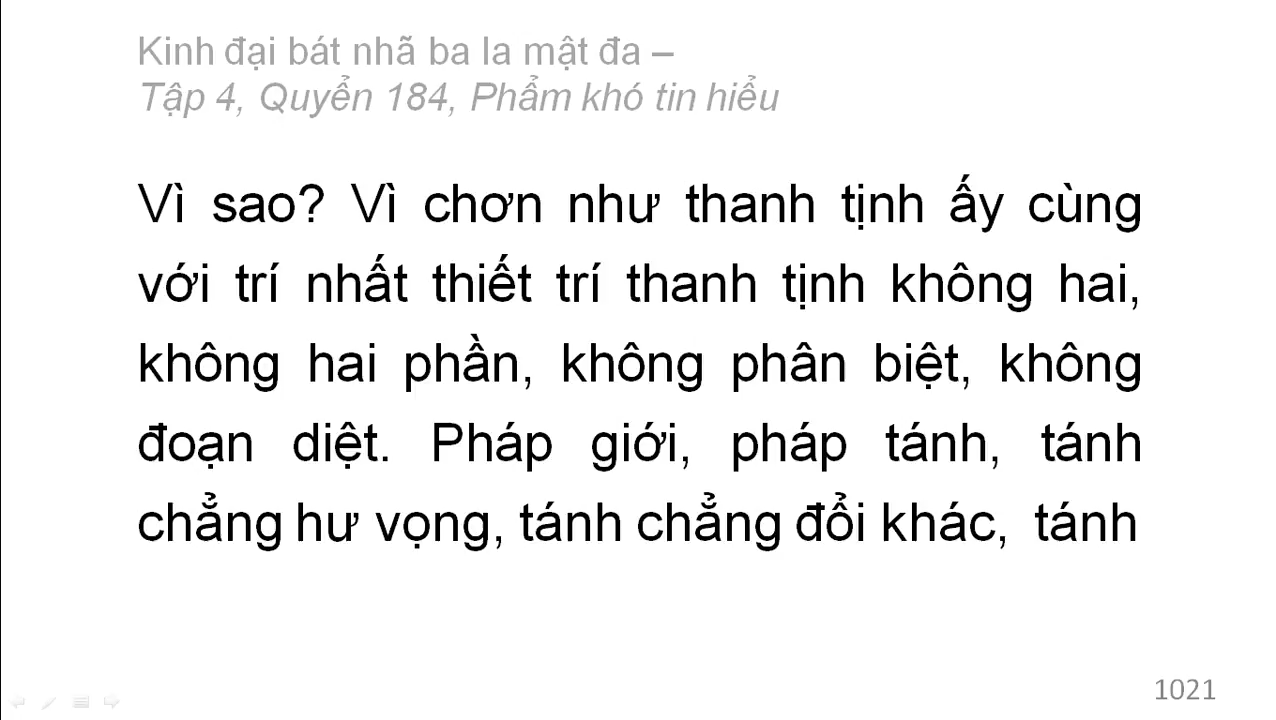 Kinh đại bát nhã ba la mật đa –
Tập 4, Quyển 184, Phẩm khó tin hiểu
Vì sao? Vì chơn như thanh tịnh ấy cùng
với trí nhất thiết trí thanh tịnh không hai,
không hai phần, không phân biệt, không
đoạn diệt. Pháp giới, pháp tánh, tánh
chẳng hư vọng, tánh chẳng đổi khác, tánh
1021